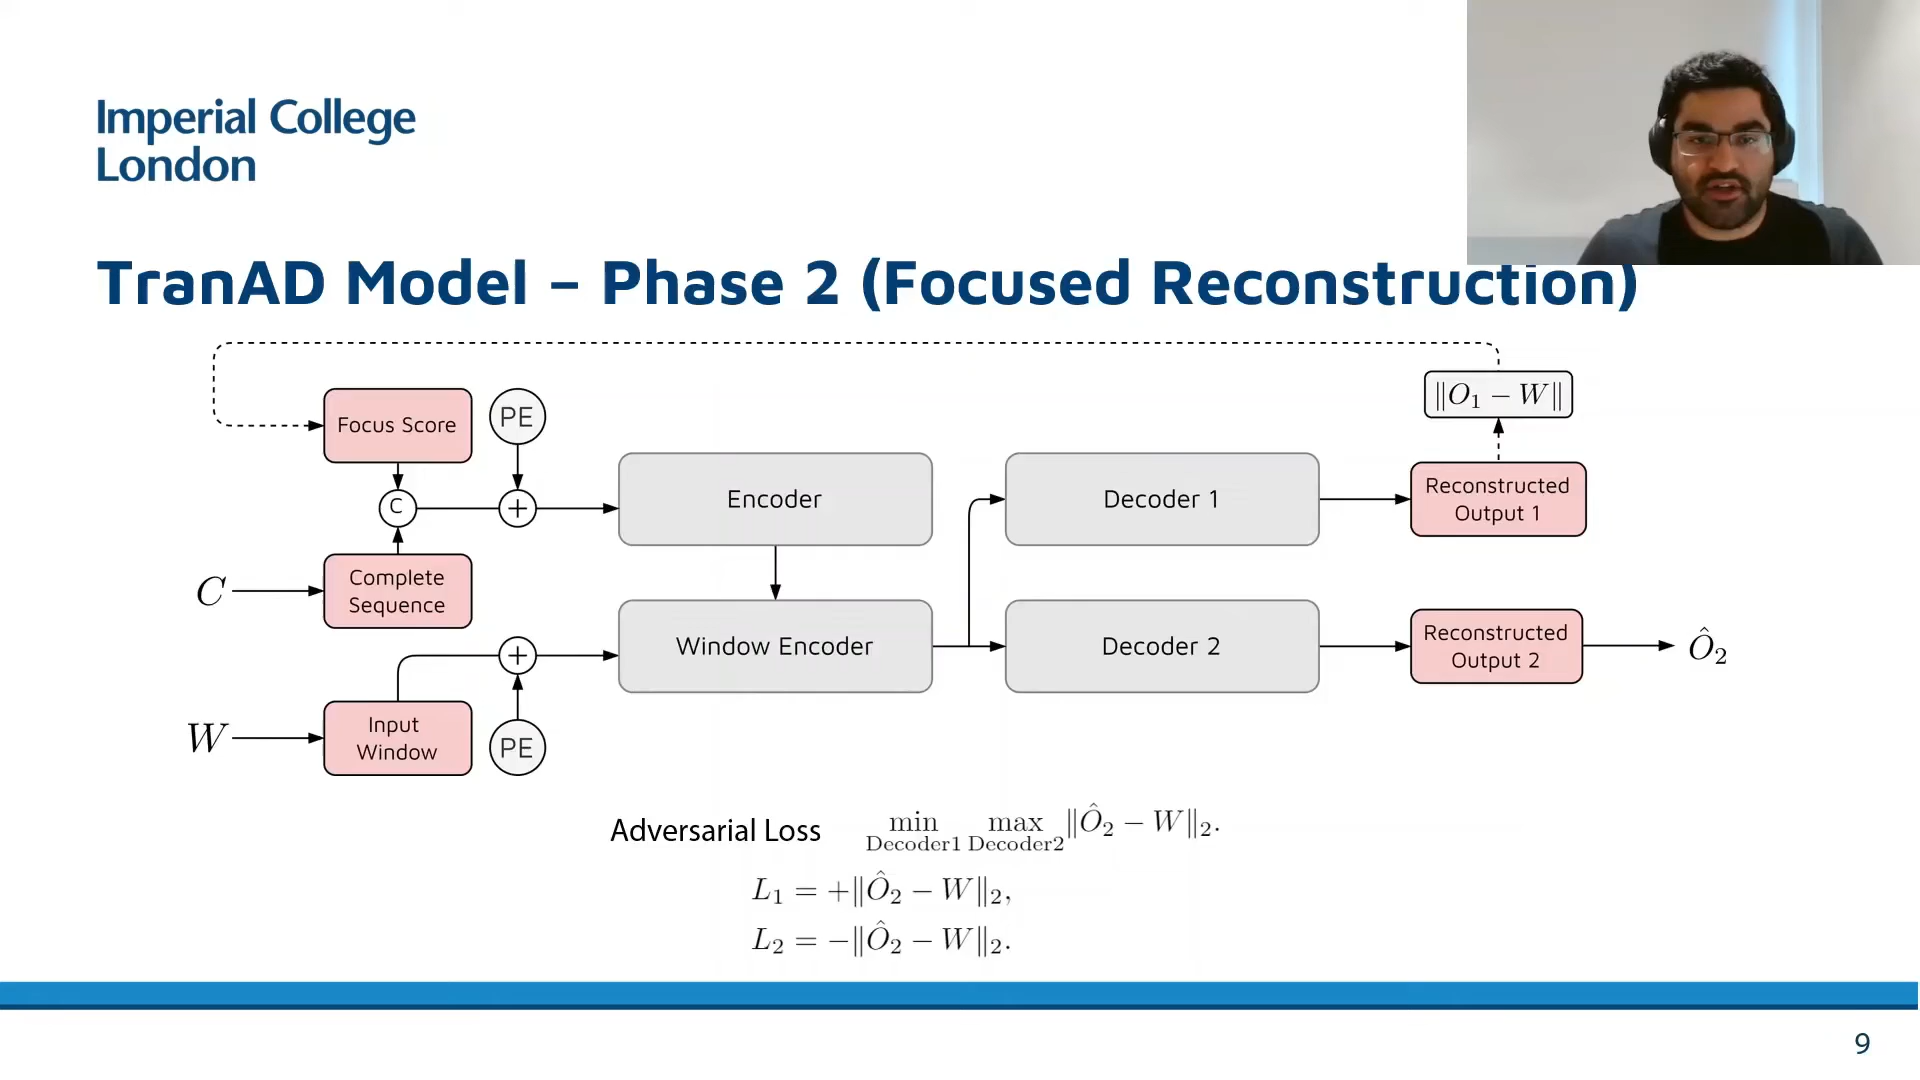 Imperial College
London
TranAD Model – Phase 2 (Focused Reconstruction)
‖O₁ − W‖
Focus Score
PE
Encoder
Decoder 1
Reconstructed
Output 1
C
+
C
Complete
Sequence
+
Window Encoder
Decoder 2
Reconstructed
Output 2
Ô₂
W
Input
Window
PE
Adversarial Loss min max ‖Ô₂ − W‖₂.
Decoder1 Decoder2
L₁ = +‖Ô₂ − W‖₂,
L₂ = −‖Ô₂ − W‖₂.
9